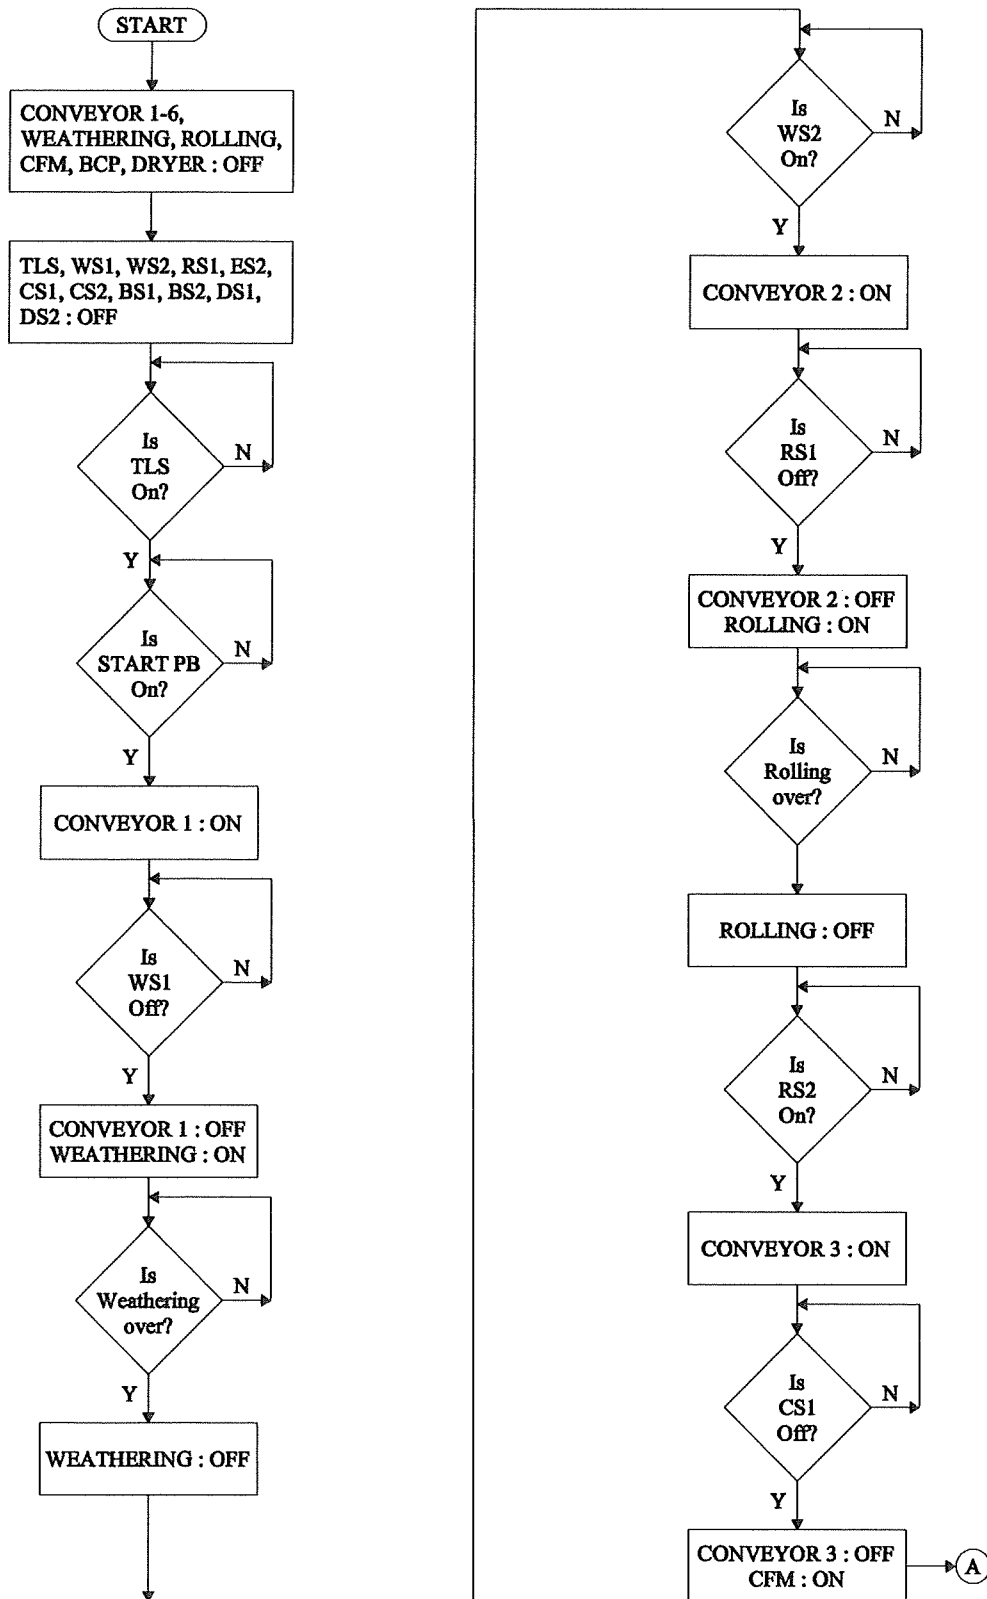 START
CONVEYOR 1-6,
WEATHERING, ROLLING,
CFM, BCP, DRYER : OFF
TLS, WS1, WS2, RS1, ES2,
CS1, CS2, BS1, BS2, DS1,
DS2 : OFF
Is
TLS
On?
N
Y
Is
START PB
On?
N
Y
CONVEYOR 1 : ON
Is
WS1
Off?
N
Y
CONVEYOR 1 : OFF
WEATHERING : ON
Is
Weathering
over?
N
Y
WEATHERING : OFF
Is
WS2
On?
N
Y
CONVEYOR 2 : ON
Is
RS1
Off?
N
Y
CONVEYOR 2 : OFF
ROLLING : ON
Is
Rolling
over?
N
ROLLING : OFF
Is
RS2
On?
N
Y
CONVEYOR 3 : ON
Is
CS1
Off?
N
Y
CONVEYOR 3 : OFF
CFM : ON
A